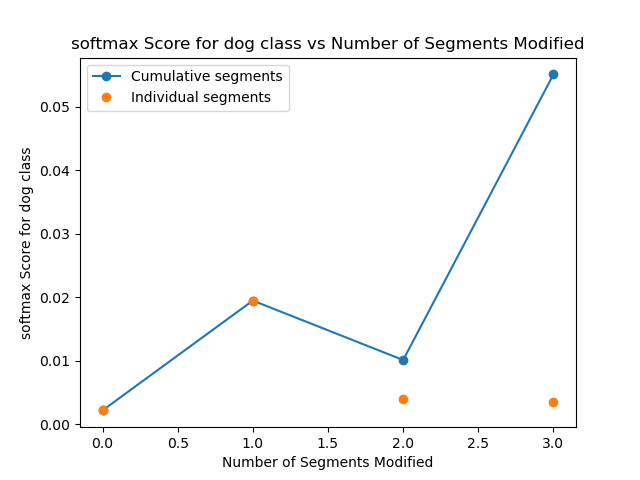 softmax Score for dog class vs Number of Segments Modified
Cumulative segments
Individual segments
softmax Score for dog class
0.05
0.04
0.03
0.02
0.01
0.00
0.0 0.5 1.0 1.5 2.0 2.5 3.0
Number of Segments Modified